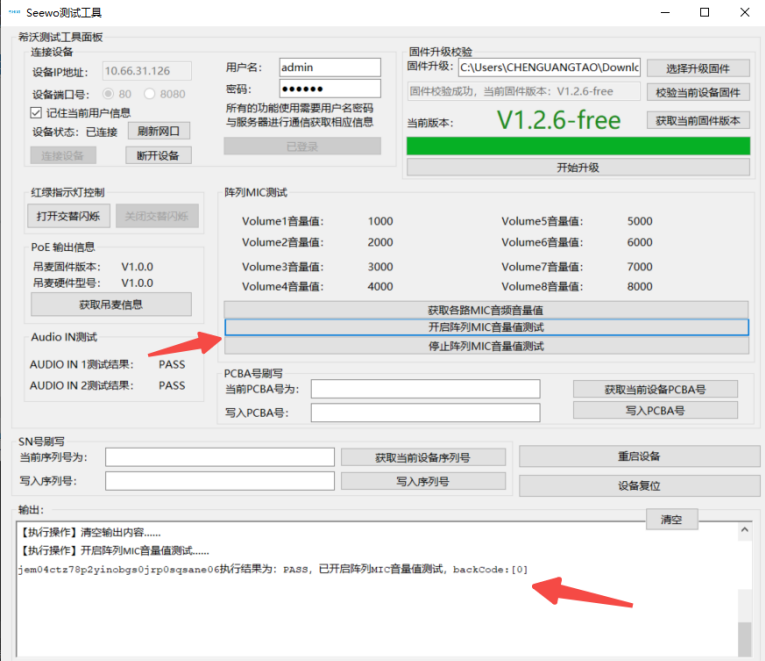 Seewo测试工具
希沃测试工具面板
连接设备
设备IP地址： 10.66.31.126
设备端口号： 80 8080
记住当前用户信息
设备状态： 已连接 刷新网口
连接设备 断开设备
用户名： admin
密码： ●●●●●●
所有的功能使用需要用户名密码
与服务器进行通信获取相应信息
已登录
固件升级校验
固件升级： C:\Users\CHENGUANGTAO\Downlc 选择升级固件
固件校验成功，当前固件版本：V1.2.6-free 校验当前设备固件
当前版本： V1.2.6-free 获取当前固件版本
开始升级
红绿指示灯控制
打开交替闪烁 关闭交替闪烁
PoE 输出信息
吊麦固件版本： V1.0.0
吊麦硬件型号： V1.0.0
获取吊麦信息
Audio IN测试
AUDIO IN 1测试结果： PASS
AUDIO IN 2测试结果： PASS
阵列MIC测试
Volume1音量值： 1000 Volume5音量值： 5000
Volume2音量值： 2000 Volume6音量值： 6000
Volume3音量值： 3000 Volume7音量值： 7000
Volume4音量值： 4000 Volume8音量值： 8000
获取各路MIC音频音量值
开启阵列MIC音量值测试
停止阵列MIC音量值测试
PCBA号刷写
当前PCBA号为： 获取当前设备PCBA号
写入PCBA号： 写入PCBA号
SN号刷写
当前序列号为： 获取当前设备序列号
写入序列号： 写入序列号
重启设备
设备复位
输出： 清空
【执行操作】清空输出内容......
【执行操作】开启阵列MIC音量值测试......
jem04ctz78p2yinobgs0jrp0sqsane06执行结果为：PASS，已开启阵列MIC音量值测试，backCode:[0]